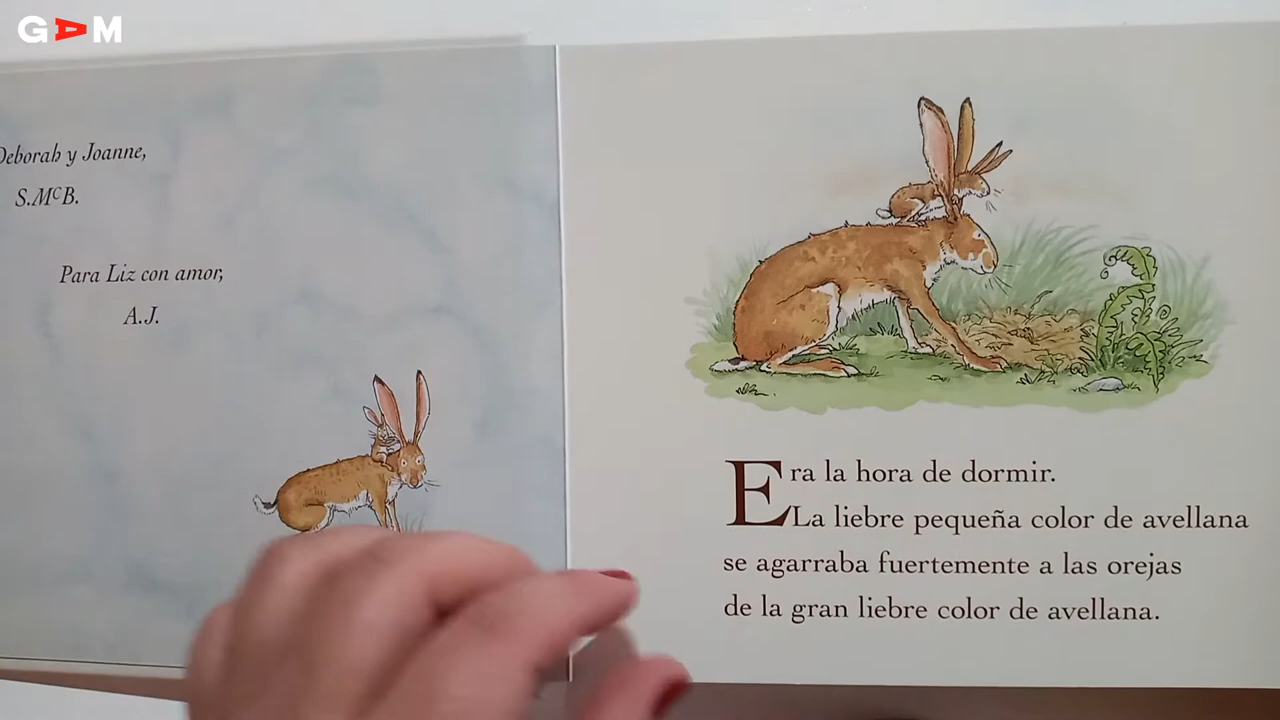 GAM
Deborah y Joanne,
S.McB.
Para Liz con amor,
A.J.
Era la hora de dormir.
La liebre pequeña color de avellana
se agarraba fuertemente a las orejas
de la gran liebre color de avellana.